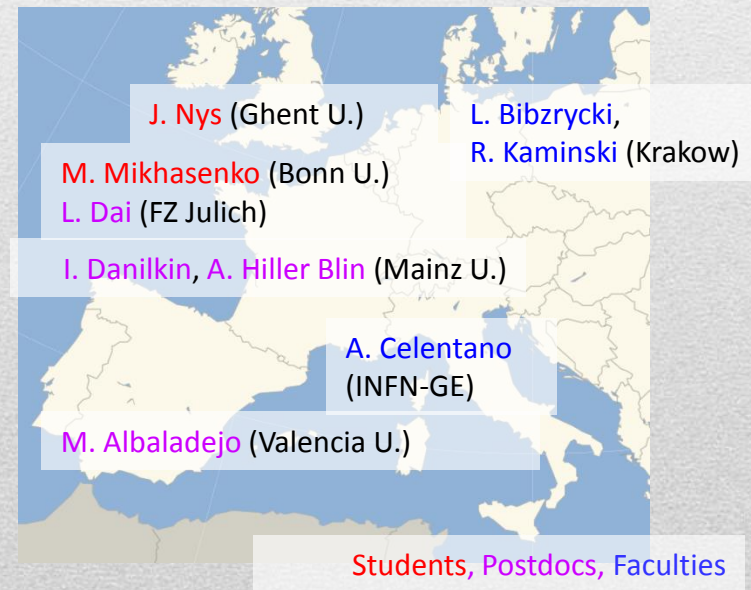 J. Nys (Ghent U.)
L. Bibzrycki,
R. Kaminski (Krakow)
M. Mikhasenko (Bonn U.)
L. Dai (FZ Julich)
I. Danilkin, A. Hiller Blin (Mainz U.)
A. Celentano
(INFN-GE)
M. Albaladejo (Valencia U.)
Students, Postdocs, Faculties